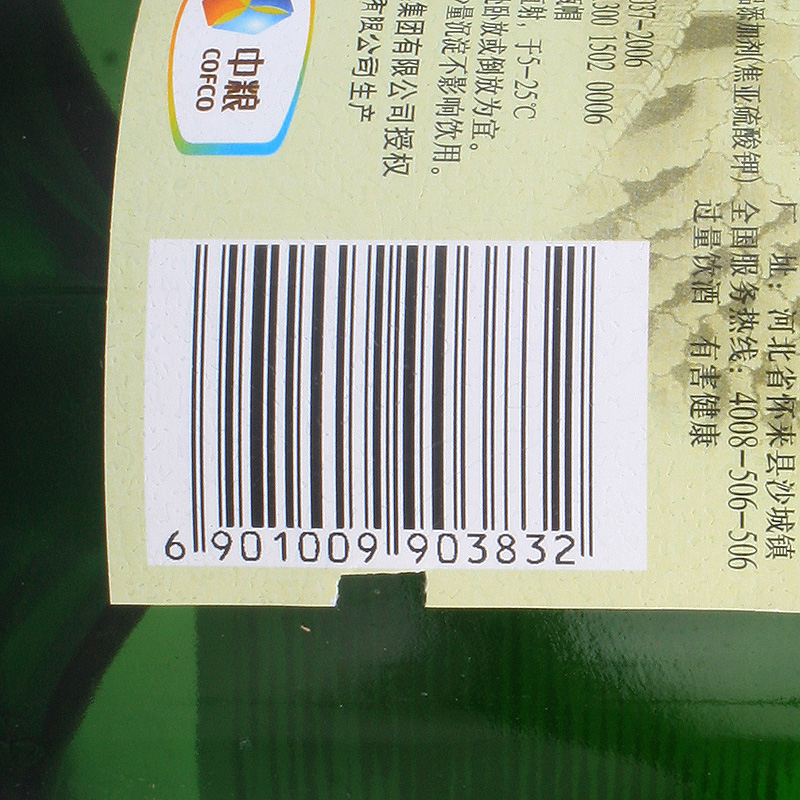 中粮
COFCO
添加剂(焦亚硫酸钾)
037-2006
300 1502 0006
射，于5-25℃
卧放或倒放为宜。
量沉淀不影响饮用。
集团有限公司授权
有限公司生产
厂 址：河北省怀来县沙城镇
全国服务热线：4008-506-506
过量饮酒 有害健康
6 901009 903832